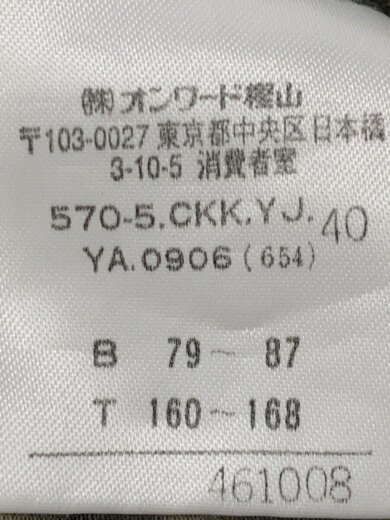 ㈱オンワード樫山
〒103-0027 東京都中央区日本橋
3-10-5 消費者室
570-5.CKK.YJ. 40
YA.0906 (654)
B 79～ 87
T 160～168
461008